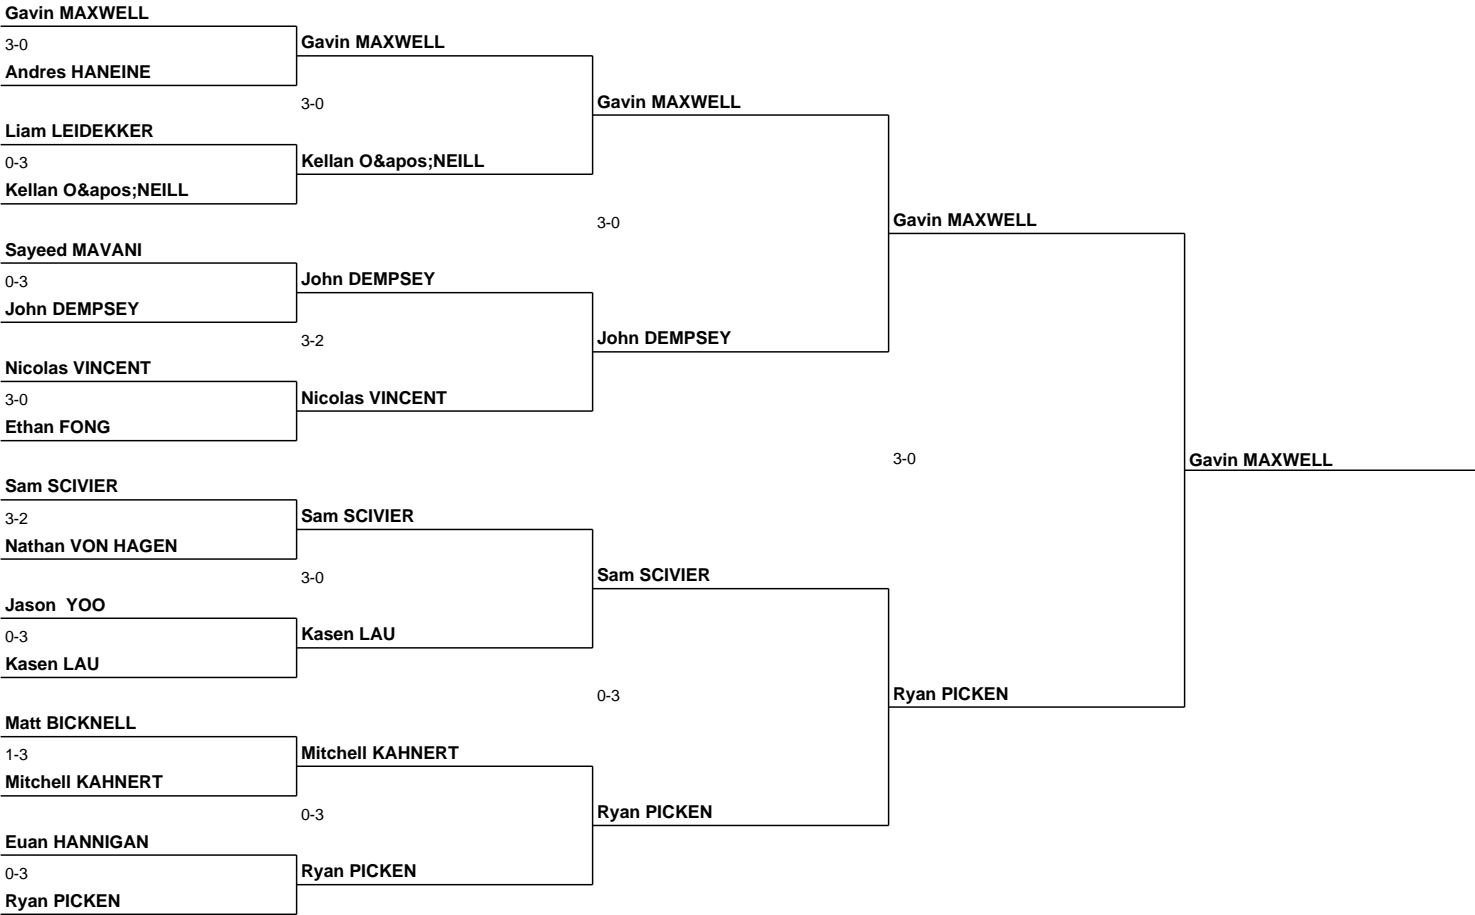 Gavin MAXWELL
3-0
Andres HANEINE
Liam LEIDEKKER
0-3
Kellan O&apos;NEILL
Sayeed MAVANI
0-3
John DEMPSEY
Nicolas VINCENT
3-0
Ethan FONG
Sam SCIVIER
3-2
Nathan VON HAGEN
Jason  YOO
0-3
Kasen LAU
Matt BICKNELL
1-3
Mitchell KAHNERT
Euan HANNIGAN
0-3
Ryan PICKEN
Gavin MAXWELL
3-0
Kellan O&apos;NEILL
John DEMPSEY
3-2
Nicolas VINCENT
Sam SCIVIER
3-0
Kasen LAU
Mitchell KAHNERT
0-3
Ryan PICKEN
Gavin MAXWELL
3-0
John DEMPSEY
Sam SCIVIER
0-3
Ryan PICKEN
Gavin MAXWELL
3-0
Ryan PICKEN
Gavin MAXWELL